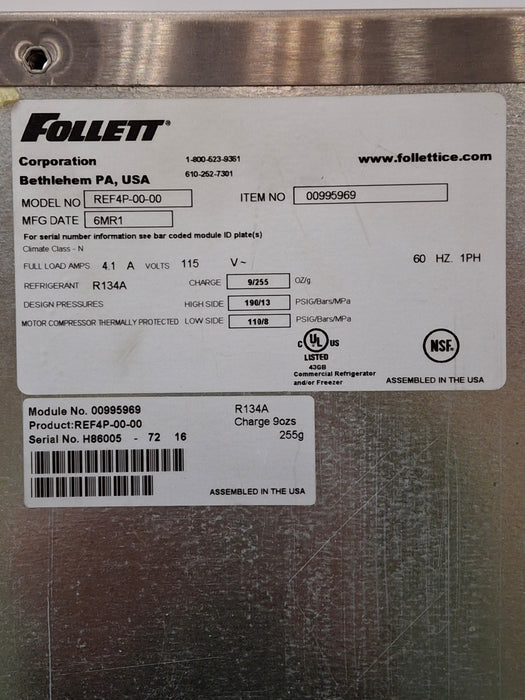 FOLLETT®
Corporation 1-800-523-9361 www.follettice.com
Bethlehem PA, USA 610-252-7301
MODEL NO REF4P-00-00 ITEM NO 00995969
MFG DATE 6MR1
For serial number information see bar coded module ID plate(s)
Climate Class - N
FULL LOAD AMPS 4.1 A VOLTS 115 V~ 60 HZ. 1PH
REFRIGERANT R134A CHARGE 9/255 OZ/g
DESIGN PRESSURES HIGH SIDE 190/13 PSIG/Bars/MPa
MOTOR COMPRESSOR THERMALLY PROTECTED LOW SIDE 110/8 PSIG/Bars/MPa
C UL US NSF®
LISTED
43GB
Commercial Refrigerator
and/or Freezer ASSEMBLED IN THE USA
Module No. 00995969 R134A
Product:REF4P-00-00 Charge 9ozs
Serial No. H86005 - 72 16 255g
ASSEMBLED IN THE USA